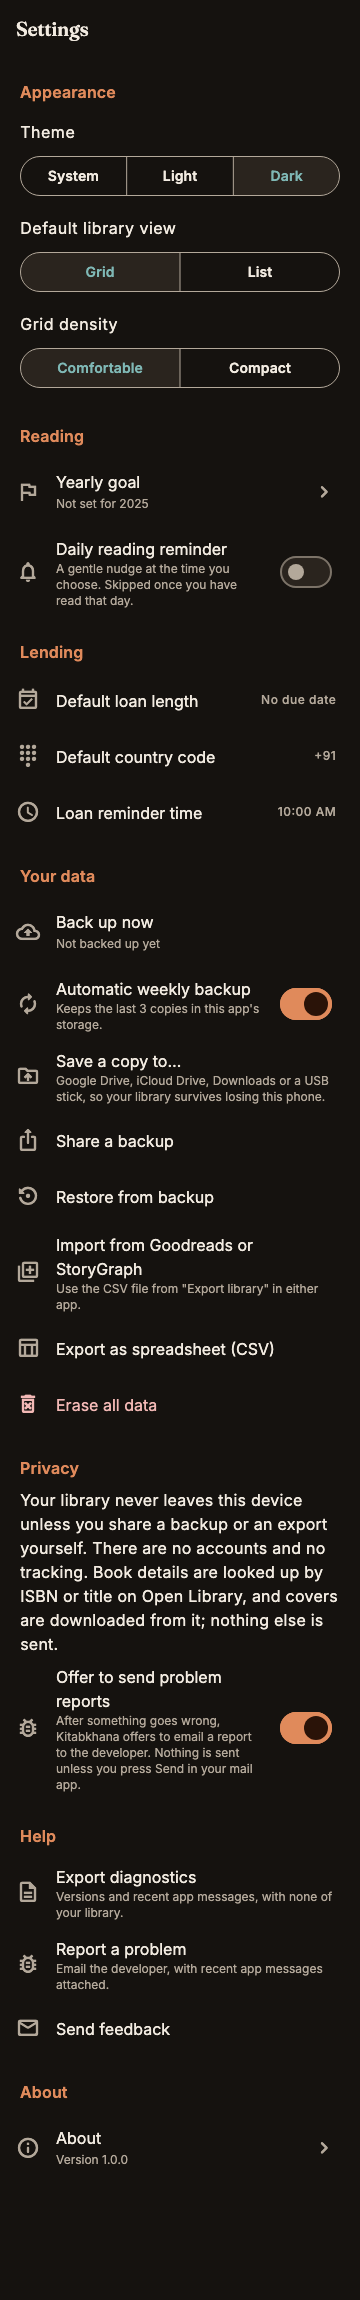 Settings
Appearance
Theme
System Light Dark
Default library view
Grid List
Grid density
Comfortable Compact
Reading
Yearly goal
Not set for 2025
Daily reading reminder
A gentle nudge at the time you
choose. Skipped once you have
read that day.
Lending
Default loan length No due date
Default country code +91
Loan reminder time 10:00 AM
Your data
Back up now
Not backed up yet
Automatic weekly backup
Keeps the last 3 copies in this app's
storage.
Save a copy to...
Google Drive, iCloud Drive, Downloads or a USB
stick, so your library survives losing this phone.
Share a backup
Restore from backup
Import from Goodreads or
StoryGraph
Use the CSV file from "Export library" in either
app.
Export as spreadsheet (CSV)
Erase all data
Privacy
Your library never leaves this device
unless you share a backup or an export
yourself. There are no accounts and no
tracking. Book details are looked up by
ISBN or title on Open Library, and covers
are downloaded from it; nothing else is
sent.
Offer to send problem
reports
After something goes wrong,
Kitabkhana offers to email a report
to the developer. Nothing is sent
unless you press Send in your mail
app.
Help
Export diagnostics
Versions and recent app messages, with none of
your library.
Report a problem
Email the developer, with recent app messages
attached.
Send feedback
About
About
Version 1.0.0